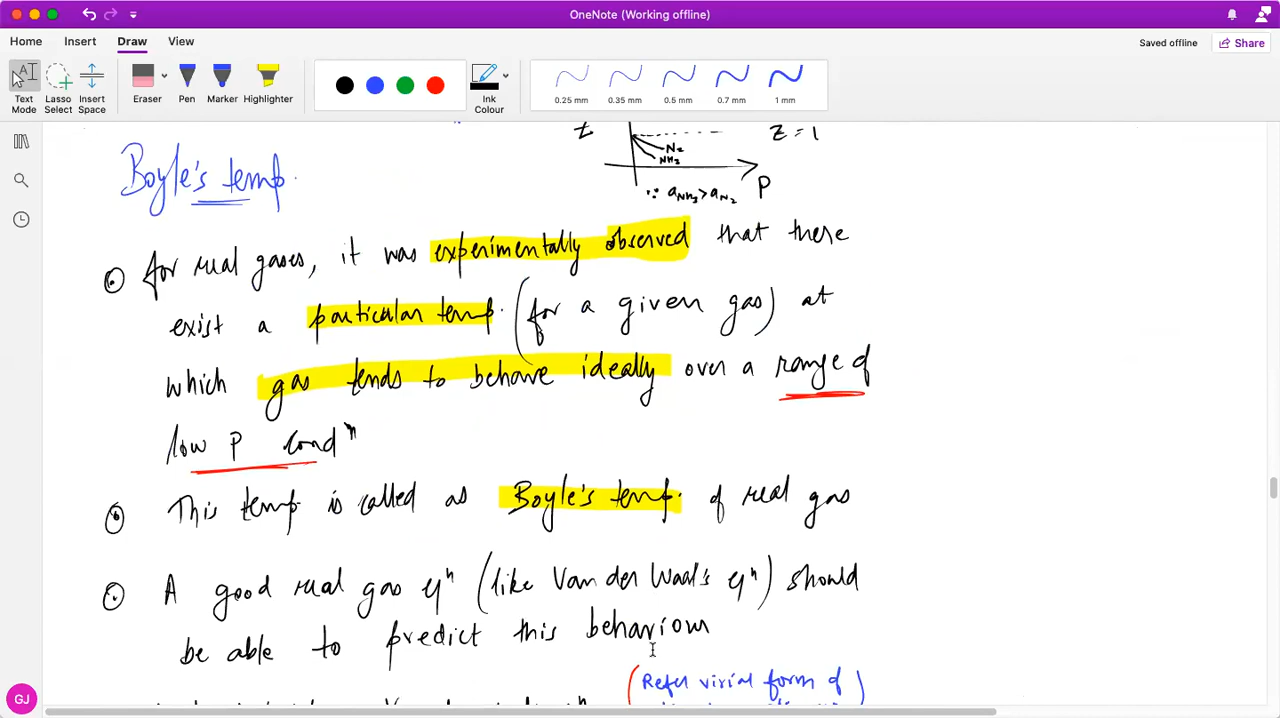 OneNote (Working offline)
Home Insert Draw View
Saved offline Share
Text Mode
Lasso Select
Insert Space
Eraser
Pen
Marker
Highlighter
Ink Colour
0.25 mm 0.35 mm 0.5 mm 0.7 mm 1 mm
Z = 1
N₂
NH₃
P
∵ aNH₃ > aN₂
Boyle's temp.
for real gases, it was experimentally observed that there
exist a particular temp. (for a given gas) at
which gas tends to behave ideally over a range of
low P condⁿ
This temp. is called as Boyle's temp. of real gas
A good real gas eqⁿ (like Van der Waal's eqⁿ) should
be able to predict this behaviour
(Refer virial form of
GJ